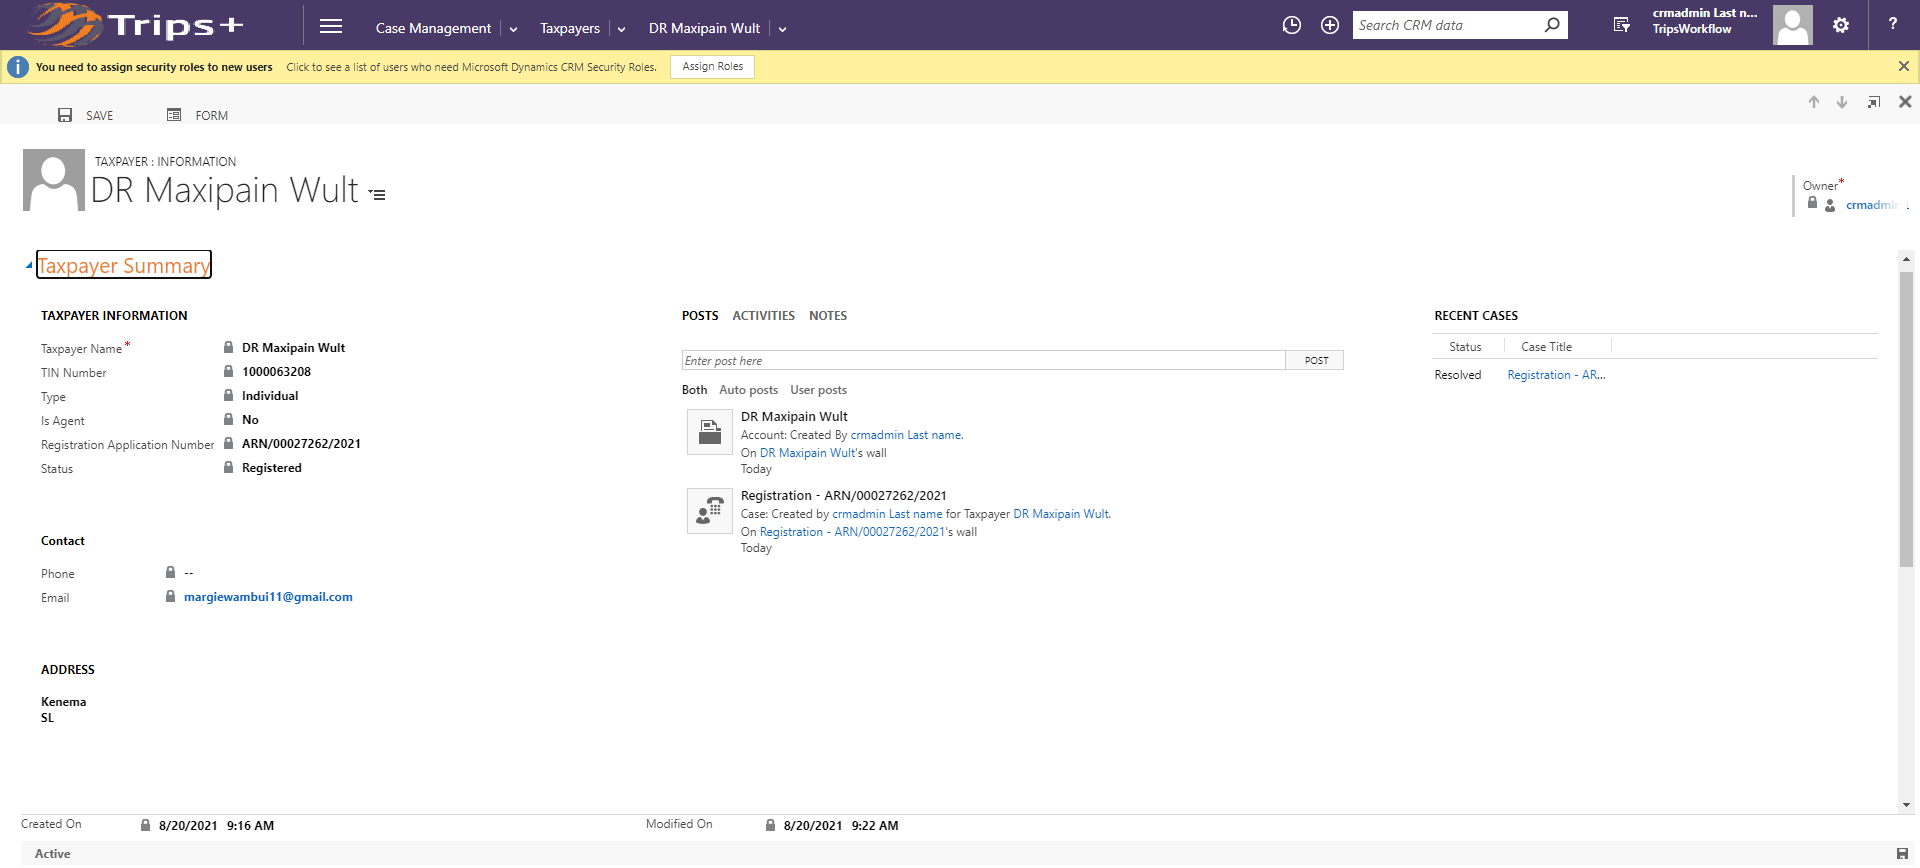 Trips+
Case Management
Taxpayers
DR Maxipain Wult
Search CRM data
crmadmin Last n...
TripsWorkflow
?
You need to assign security roles to new users Click to see a list of users who need Microsoft Dynamics CRM Security Roles. Assign Roles
SAVE FORM
TAXPAYER : INFORMATION
DR Maxipain Wult
Owner*
crmadmin
Taxpayer Summary
TAXPAYER INFORMATION
Taxpayer Name* DR Maxipain Wult
TIN Number 1000063208
Type Individual
Is Agent No
Registration Application Number ARN/00027262/2021
Status Registered
Contact
Phone --
Email margiewambui11@gmail.com
ADDRESS
Kenema
SL
POSTS ACTIVITIES NOTES
Enter post here POST
Both Auto posts User posts
DR Maxipain Wult
Account: Created By crmadmin Last name.
On DR Maxipain Wult's wall
Today
Registration - ARN/00027262/2021
Case: Created by crmadmin Last name for Taxpayer DR Maxipain Wult.
On Registration - ARN/00027262/2021's wall
Today
RECENT CASES
Status Case Title
Resolved Registration - AR...
Created On 8/20/2021 9:16 AM Modified On 8/20/2021 9:22 AM
Active